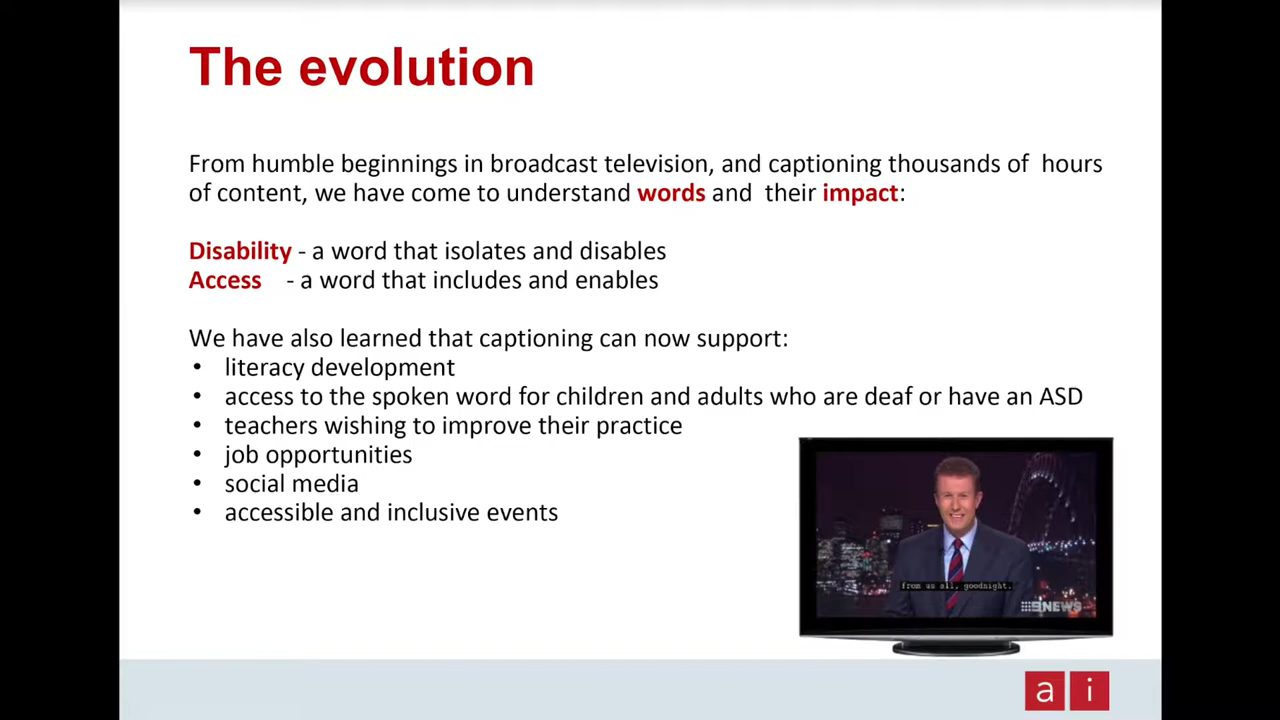 The evolution
From humble beginnings in broadcast television, and captioning thousands of hours
of content, we have come to understand words and their impact:
Disability - a word that isolates and disables
Access - a word that includes and enables
We have also learned that captioning can now support:
• literacy development
• access to the spoken word for children and adults who are deaf or have an ASD
• teachers wishing to improve their practice
• job opportunities
• social media
• accessible and inclusive events
from us all, goodnight.
9NEWS
a i